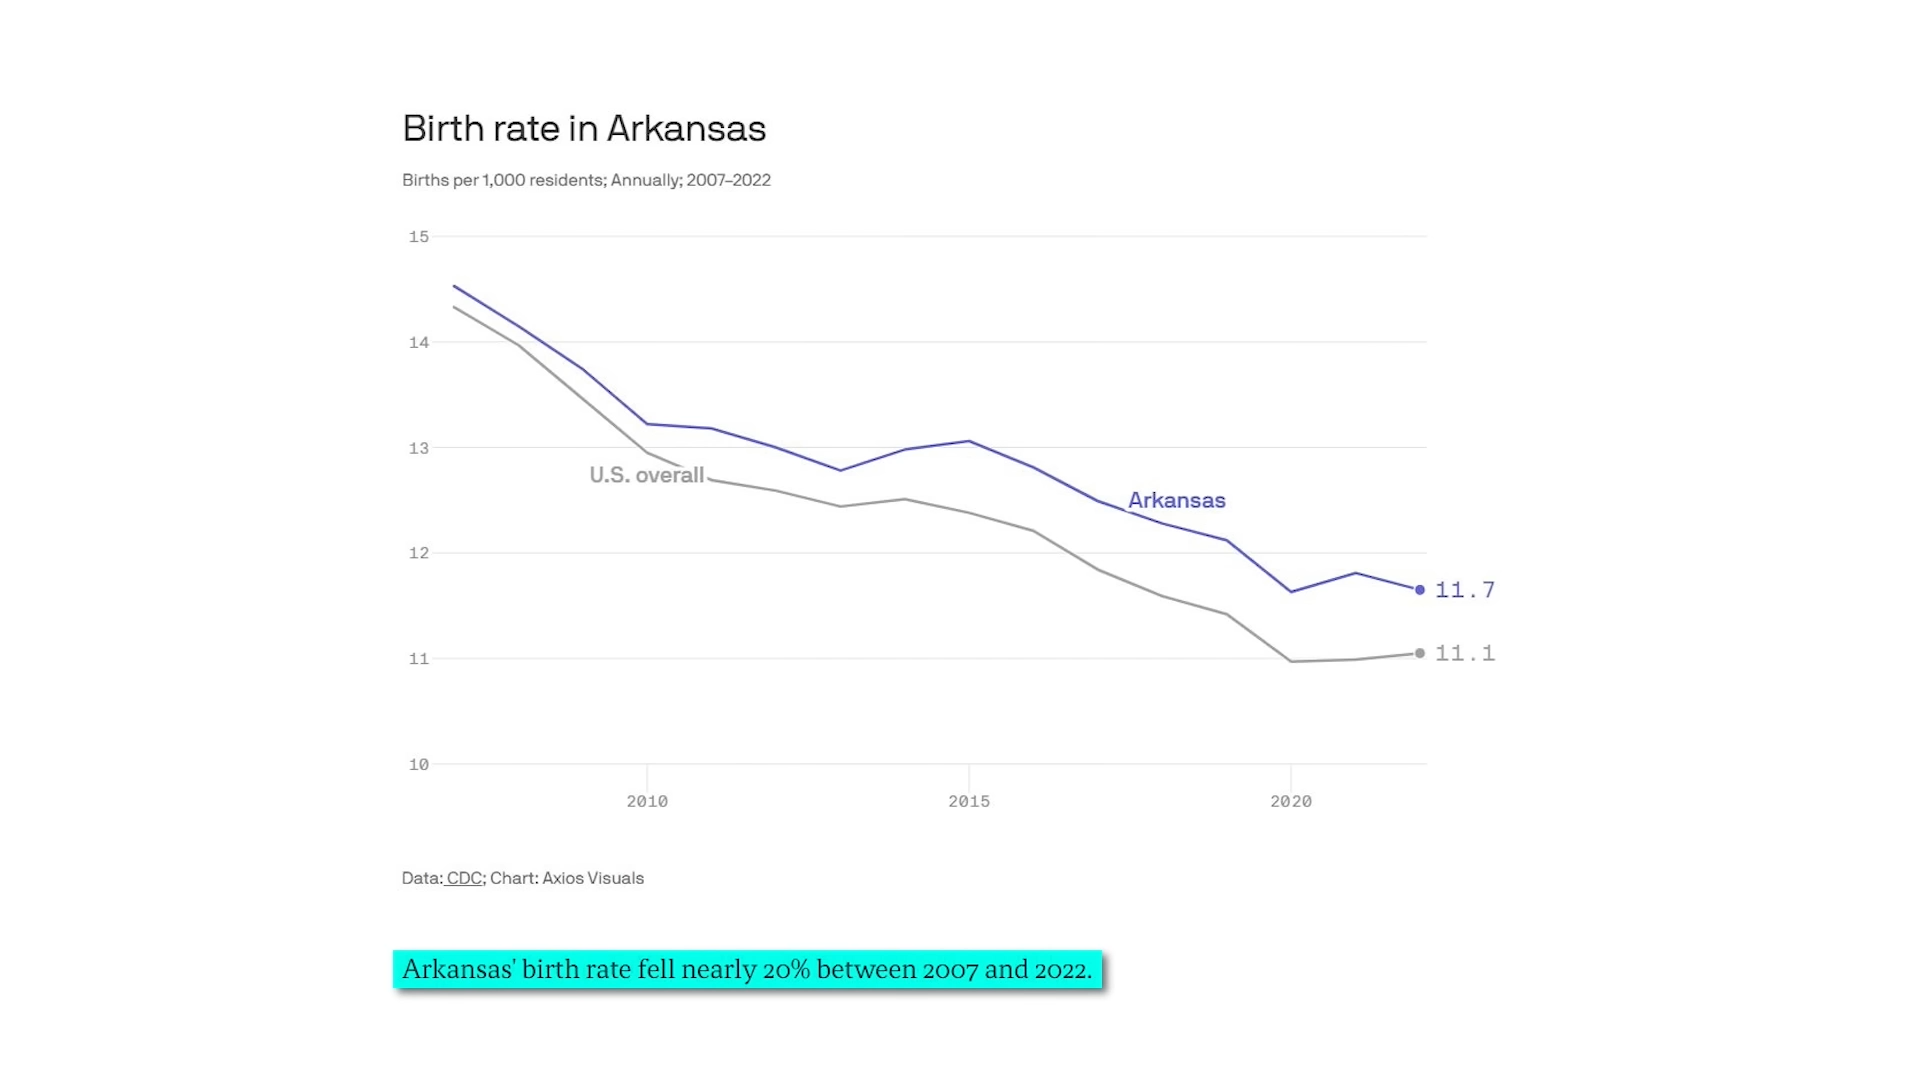 Birth rate in Arkansas
Births per 1,000 residents; Annually; 2007–2022
15
14
13
U.S. overall
Arkansas
12
11.7
11.1
11
10
2010 2015 2020
Data: CDC; Chart: Axios Visuals
Arkansas' birth rate fell nearly 20% between 2007 and 2022.